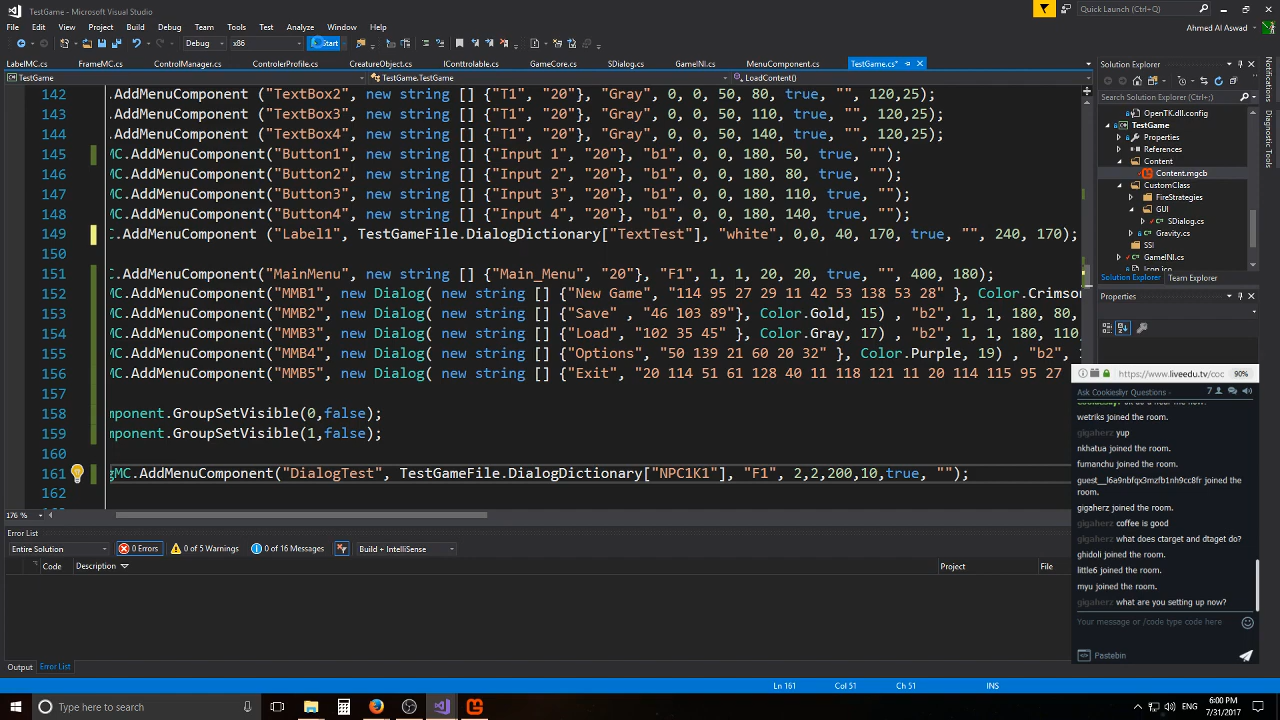 TestGame - Microsoft Visual Studio
Quick Launch (Ctrl+Q)
File Edit View Project Build Debug Team Tools Test Analyze Window Help
Ahmed Al Aswad
Debug x86 Start
LabelMC.cs FrameMC.cs ControlManager.cs ControlerProfile.cs CreatureObject.cs IControllable.cs GameCore.cs SDialog.cs GameINI.cs MenuComponent.cs TestGame.cs*
TestGame TestGame.TestGame LoadContent()
142 .AddMenuComponent ("TextBox2", new string [] {"T1", "20"}, "Gray", 0, 0, 50, 80, true, "", 120,25);
143 .AddMenuComponent ("TextBox3", new string [] {"T1", "20"}, "Gray", 0, 0, 50, 110, true, "", 120,25);
144 .AddMenuComponent ("TextBox4", new string [] {"T1", "20"}, "Gray", 0, 0, 50, 140, true, "", 120,25);
145 MC.AddMenuComponent("Button1", new string [] {"Input 1", "20"}, "b1", 0, 0, 180, 50, true, "");
146 MC.AddMenuComponent("Button2", new string [] {"Input 2", "20"}, "b1", 0, 0, 180, 80, true, "");
147 MC.AddMenuComponent("Button3", new string [] {"Input 3", "20"}, "b1", 0, 0, 180, 110, true, "");
148 MC.AddMenuComponent("Button4", new string [] {"Input 4", "20"}, "b1", 0, 0, 180, 140, true, "");
149 C.AddMenuComponent ("Label1", TestGameFile.DialogDictionary["TextTest"], "white", 0,0, 40, 170, true, "", 240, 170);
150
151 C.AddMenuComponent("MainMenu", new string [] {"Main_Menu", "20"}, "F1", 1, 1, 20, 20, true, "", 400, 180);
152 MC.AddMenuComponent("MMB1", new Dialog( new string [] {"New Game", "114 95 27 29 11 42 53 138 53 28" }, Color.Crimson
153 MC.AddMenuComponent("MMB2", new Dialog( new string [] {"Save" , "46 103 89"}, Color.Gold, 15) , "b2", 1, 1, 180, 80,
154 MC.AddMenuComponent("MMB3", new Dialog( new string [] {"Load", "102 35 45" }, Color.Gray, 17) , "b2", 1, 1, 180, 110
155 MC.AddMenuComponent("MMB4", new Dialog( new string [] {"Options", "50 139 21 60 20 32" }, Color.Purple, 19) , "b2", 1
156 MC.AddMenuComponent("MMB5", new Dialog( new string [] {"Exit", "20 114 51 61 128 40 11 118 121 11 20 114 115 95 27
157
158 mponent.GroupSetVisible(0,false);
159 mponent.GroupSetVisible(1,false);
160
161 gMC.AddMenuComponent("DialogTest", TestGameFile.DialogDictionary["NPC1K1"], "F1", 2,2,200,10,true, "");
162
176 %
Solution Explorer
Search Solution Explorer (Ctrl+;)
OpenTK.dll.config
TestGame
Properties
References
Content
Content.mgcb
CustomClass
FireStrategies
GUI
SDialog.cs
Gravity.cs
SSI
GameINI.cs
Icon.ico
Solution Explorer Team Explorer
Properties
Notifications
Diagnostic Tools
Error List
Entire Solution 0 Errors 0 of 5 Warnings 0 of 16 Messages Build + IntelliSense
Code Description Project File
Output Error List
https://www.liveedu.tv/coc 90%
Ask Cookieslyr Questions 7
wetriks joined the room.
gigaherz yup
nkhatua joined the room.
fumanchu joined the room.
guest__l6a9nbfqx3mzfb1nh9cc8fr joined the room.
gigaherz joined the room.
gigaherz coffee is good
gigaherz what does ctarget and dtaget do?
ghidoli joined the room.
little6 joined the room.
myu joined the room.
gigaherz what are you setting up now?
Your message or /code type code here
Pastebin
Ln 161 Col 51 Ch 51 INS
Type here to search
ENG 6:00 PM
7/31/2017